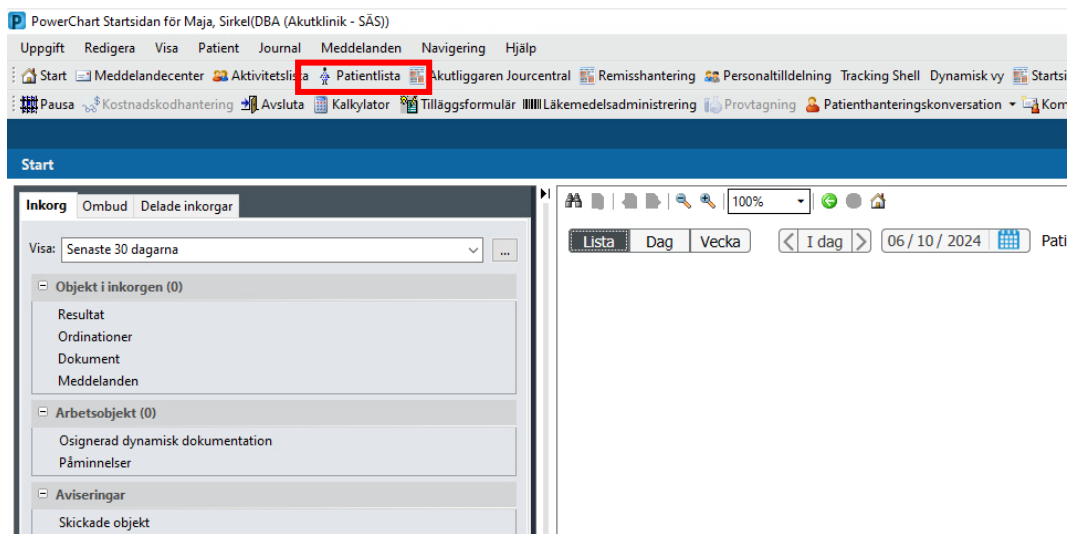 PowerChart Startsidan för Maja, Sirkel(DBA (Akutklinik - SÄS))
Uppgift Redigera Visa Patient Journal Meddelanden Navigering Hjälp
Start Meddelandecenter Aktivitetslista Patientlista Akutliggaren Jourcentral Remisshantering Personaltilldelning Tracking Shell Dynamisk vy Startsi
Pausa Kostnadskodhantering Avsluta Kalkylator Tilläggsformulär Läkemedelsadministrering Provtagning Patienthanteringskonversation Kom
Start
Inkorg Ombud Delade inkorgar
100%
Visa: Senaste 30 dagarna ...
Lista Dag Vecka I dag 06 / 10 / 2024 Pati
Objekt i inkorgen (0)
Resultat
Ordinationer
Dokument
Meddelanden
Arbetsobjekt (0)
Osignerad dynamisk dokumentation
Påminnelser
Aviseringar
Skickade objekt